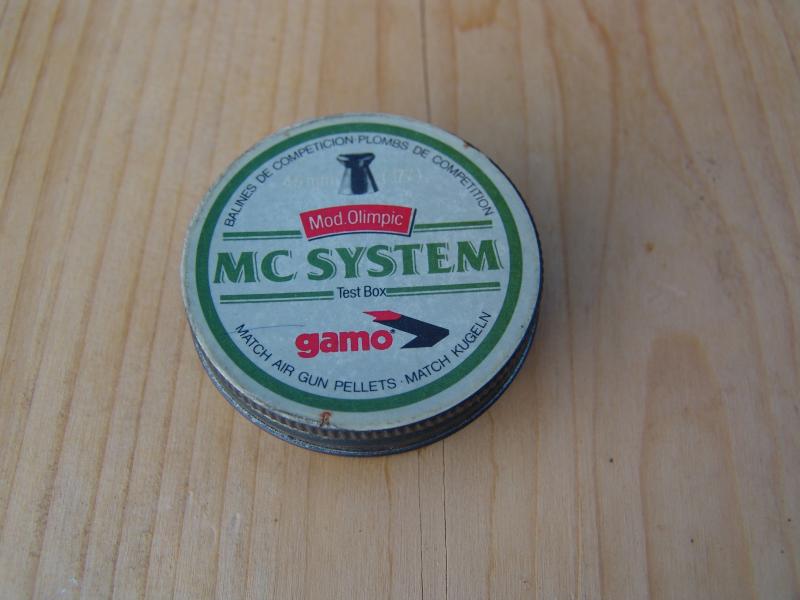 BALINES DE COMPETICION·PLOMBS DE COMPETITION
Mod.Olimpic
MC SYSTEM
Test Box
gamo®
MATCH AIR GUN PELLETS·MATCH KUGELN